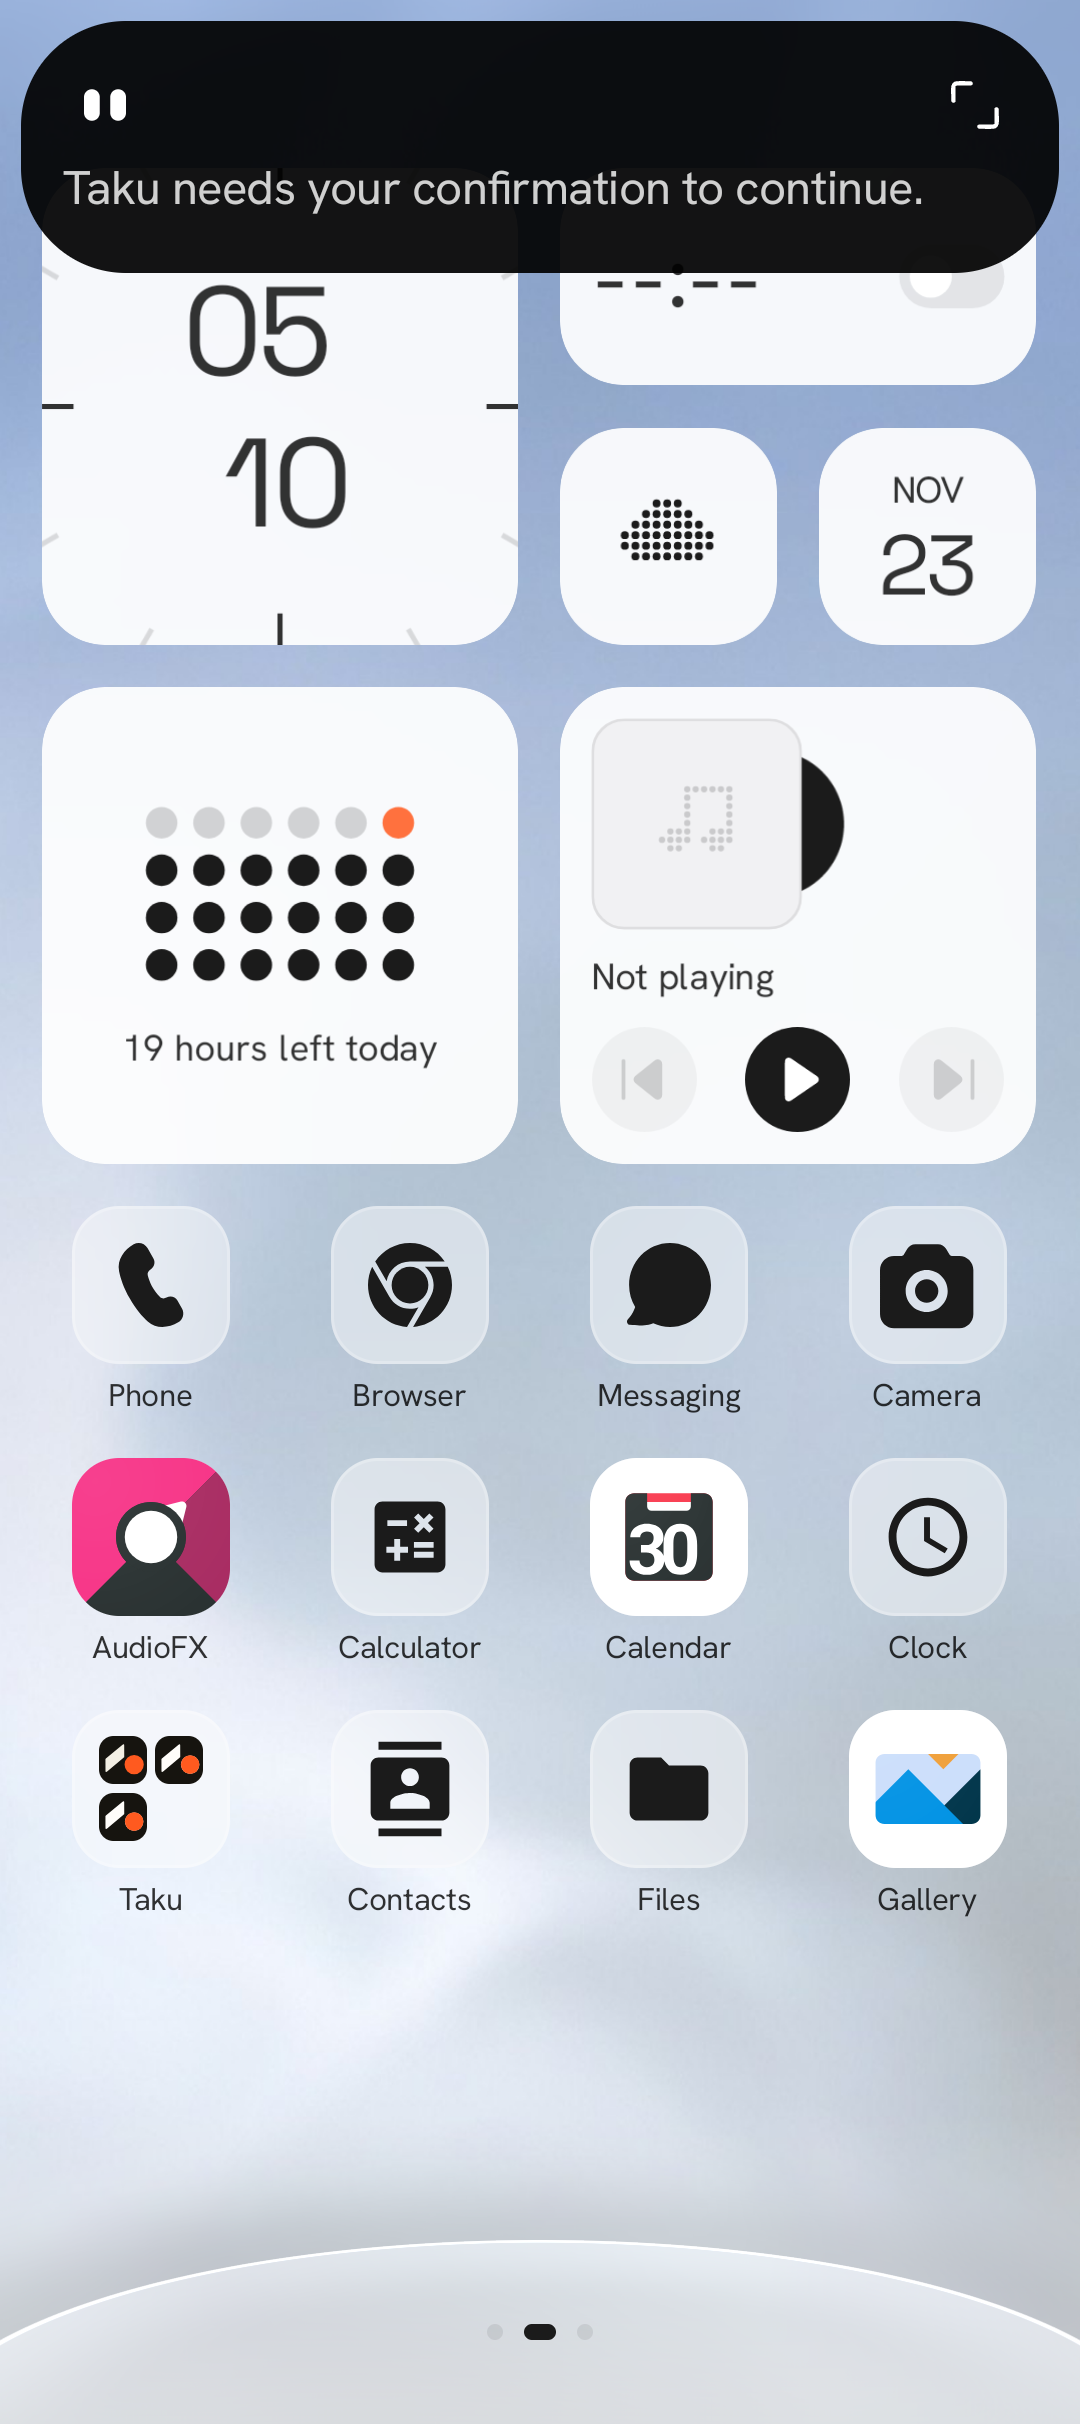 Taku needs your confirmation to continue.
05
10
--:--
NOV
23
19 hours left today
Not playing
Phone
Browser
Messaging
Camera
AudioFX
Calculator
30
Calendar
Clock
Taku
Contacts
Files
Gallery